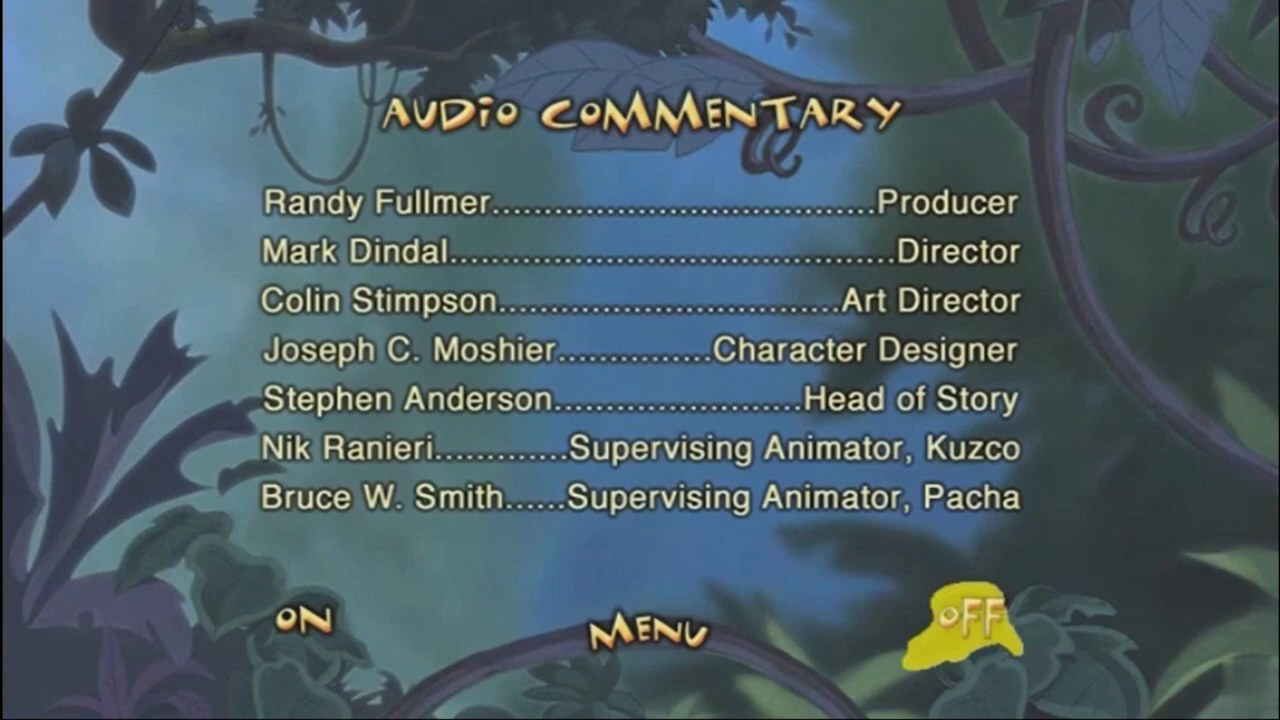 AUDiO COMMENTARY
Randy Fullmer.....................................Producer
Mark Dindal...........................................Director
Colin Stimpson.................................Art Director
Joseph C. Moshier...............Character Designer
Stephen Anderson........................Head of Story
Nik Ranieri.............Supervising Animator, Kuzco
Bruce W. Smith......Supervising Animator, Pacha
ON MENU OFF